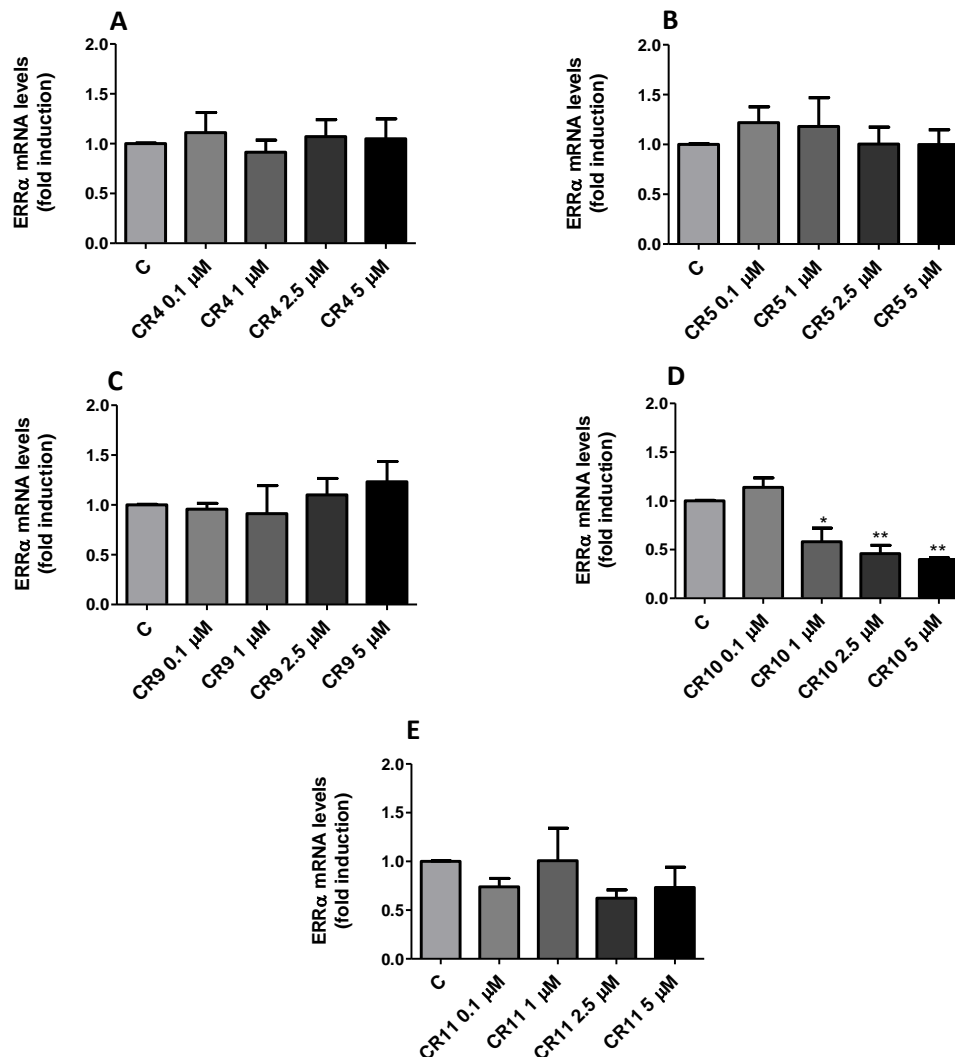 A
ERRα mRNA levels
(fold induction)
2.0
1.5
1.0
0.5
0.0
C
CR4 0.1 μM
CR4 1 μM
CR4 2.5 μM
CR4 5 μM
B
ERRα mRNA levels
(fold induction)
2.0
1.5
1.0
0.5
0.0
C
CR5 0.1 μM
CR5 1 μM
CR5 2.5 μM
CR5 5 μM
C
ERRα mRNA levels
(fold induction)
2.0
1.5
1.0
0.5
0.0
C
CR9 0.1 μM
CR9 1 μM
CR9 2.5 μM
CR9 5 μM
D
ERRα mRNA levels
(fold induction)
2.0
1.5
1.0
0.5
0.0
*
**
**
C
CR10 0.1 μM
CR10 1 μM
CR10 2.5 μM
CR10 5 μM
E
ERRα mRNA levels
(fold induction)
2.0
1.5
1.0
0.5
0.0
C
CR11 0.1 μM
CR11 1 μM
CR11 2.5 μM
CR11 5 μM